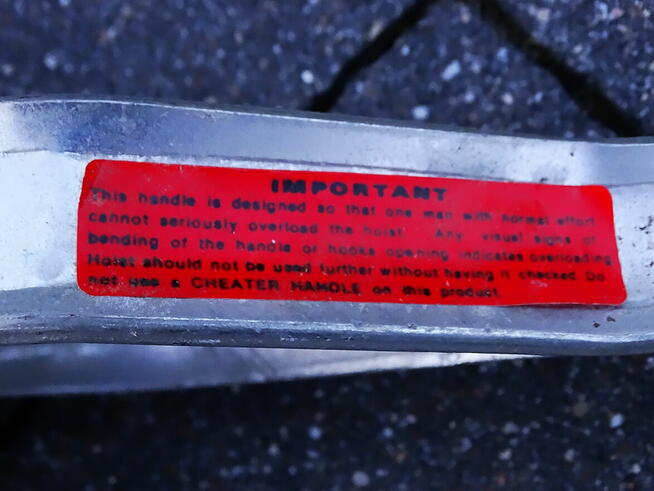 IMPORTANT
This handle is designed so that one man with normal effort
cannot seriously overload the hoist. Any visual signs of
bending of the handle or hooks opening indicates overloading
Hoist should not be used further without having it checked. Do
not use a CHEATER HANDLE on this product.